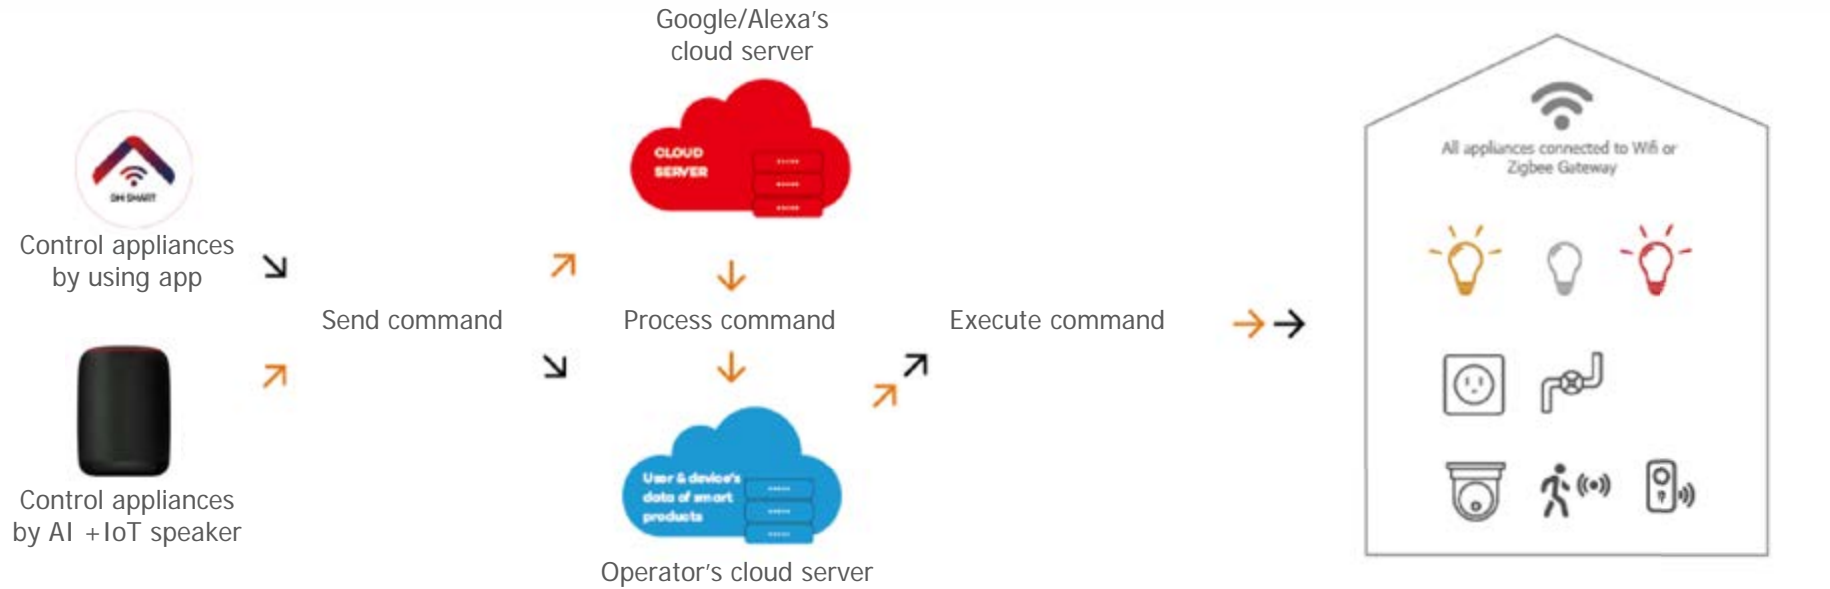 Google/Alexa's
cloud server
CLOUD
SERVER
DM SMART
Control appliances
by using app
Send command
Process command
Execute command
Control appliances
by AI +IoT speaker
User & device's
data of smart
products
Operator's cloud server
All appliances connected to Wifi or
Zigbee Gateway